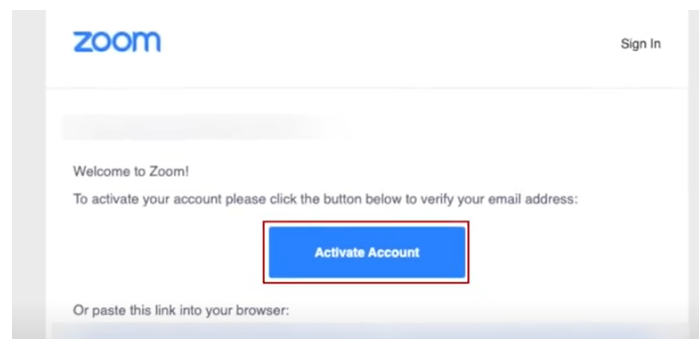 zoom
Sign In
Welcome to Zoom!
To activate your account please click the button below to verify your email address:
Activate Account
Or paste this link into your browser: